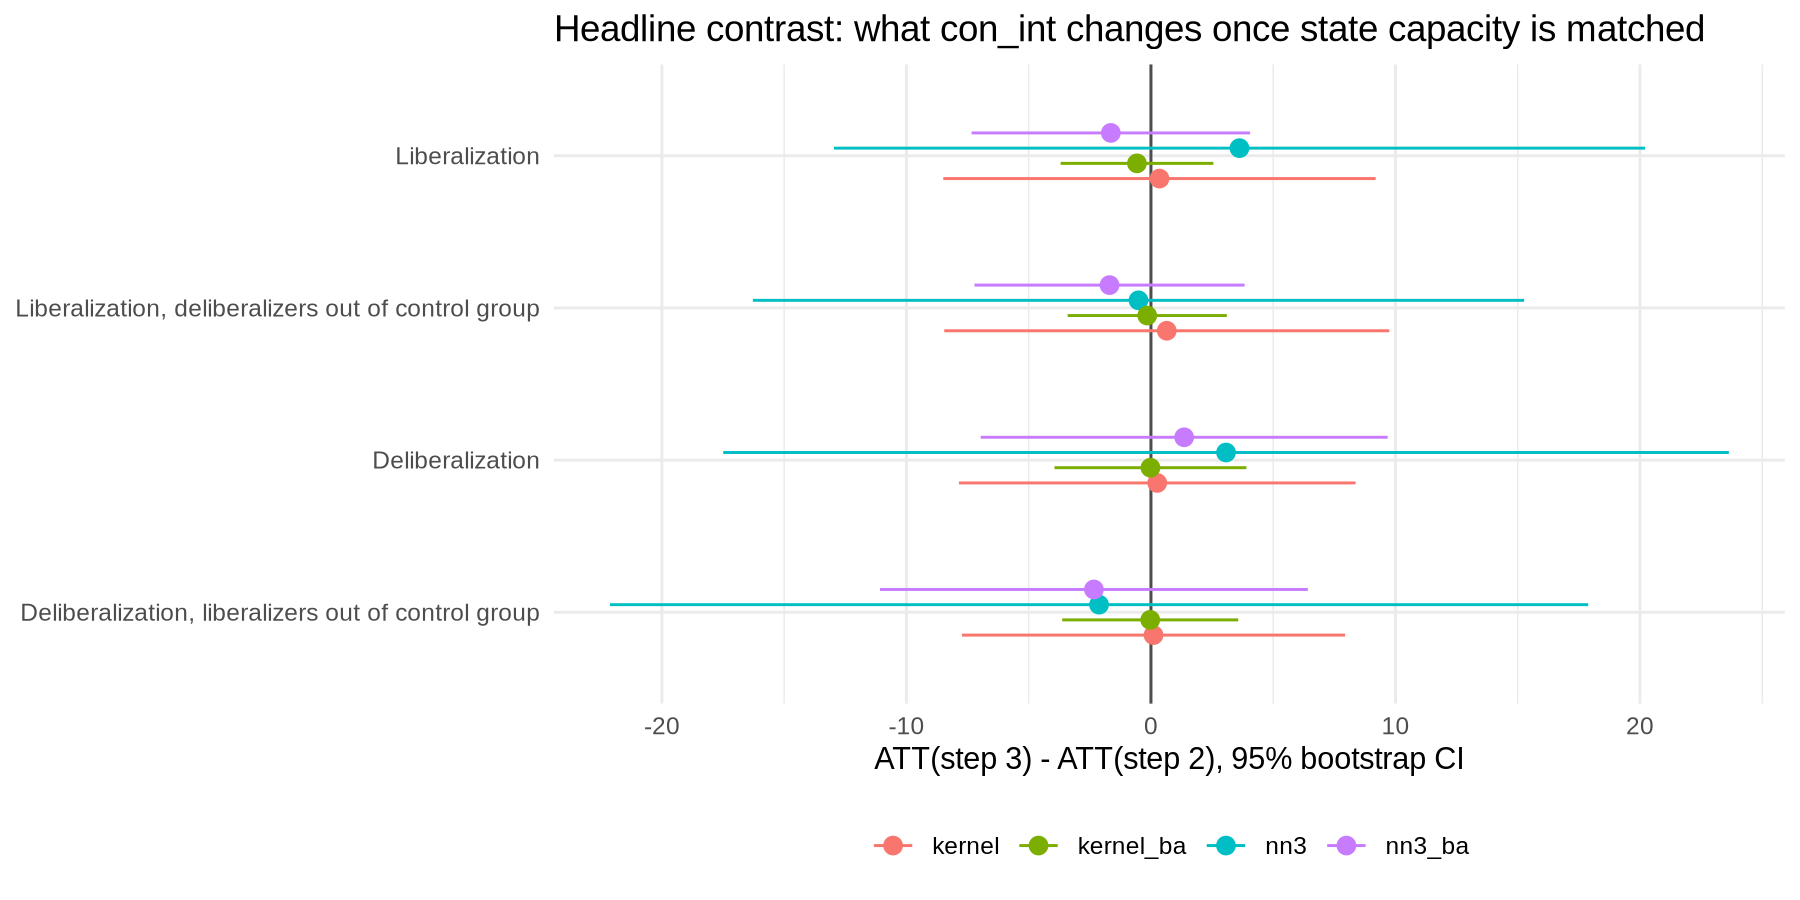 Headline contrast: what con_int changes once state capacity is matched
Liberalization
Liberalization, deliberalizers out of control group
Deliberalization
Deliberalization, liberalizers out of control group
-20 -10 0 10 20
ATT(step 3) - ATT(step 2), 95% bootstrap CI
kernel kernel_ba nn3 nn3_ba